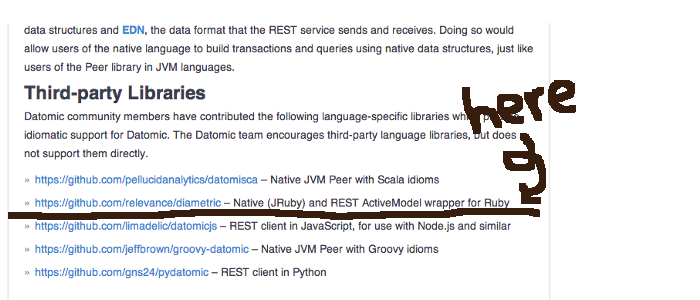 data structures and EDN, the data format that the REST service sends and receives. Doing so would
allow users of the native language to build transactions and queries using native data structures, just like
users of the Peer library in JVM languages.
Third-party Libraries
here
Datomic community members have contributed the following language-specific libraries
idiomatic support for Datomic. The Datomic team encourages third-party language libraries, but does
not support them directly.
» https://github.com/pellucidanalytics/datomisca – Native JVM Peer with Scala idioms
» https://github.com/relevance/diametric – Native (JRuby) and REST ActiveModel wrapper for Ruby
» https://github.com/limadelic/datomicjs – REST client in JavaScript, for use with Node.js and similar
» https://github.com/jeffbrown/groovy-datomic – Native JVM Peer with Groovy idioms
» https://github.com/gns24/pydatomic – REST client in Python